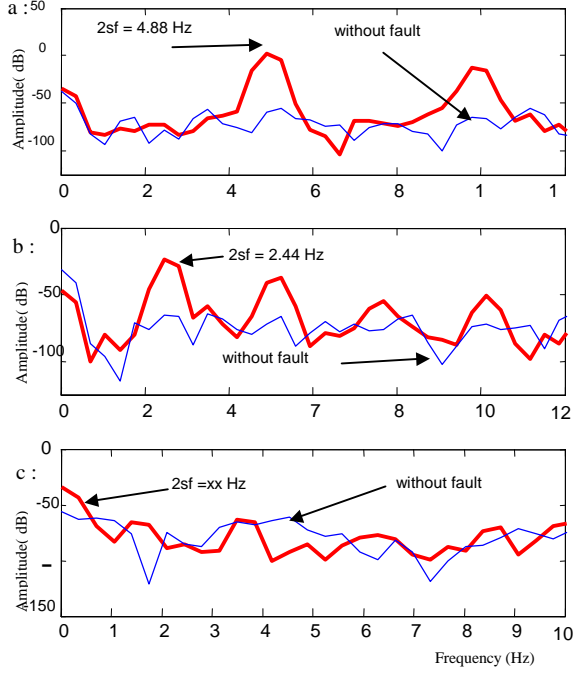 a :
50
2sf = 4.88 Hz
without fault
0
-50
-100
Amplitude( dB)
0 2 4 6 8 1 1
b :
0
2sf = 2.44 Hz
-50
without fault
-100
Amplitude( dB)
0 2 4 6 7 8 10 12
c :
0
2sf =xx Hz
without fault
-50
-150
Amplitude( dB)
0 1 2 3 4 5 6 7 8 9 10
Frequency (Hz)